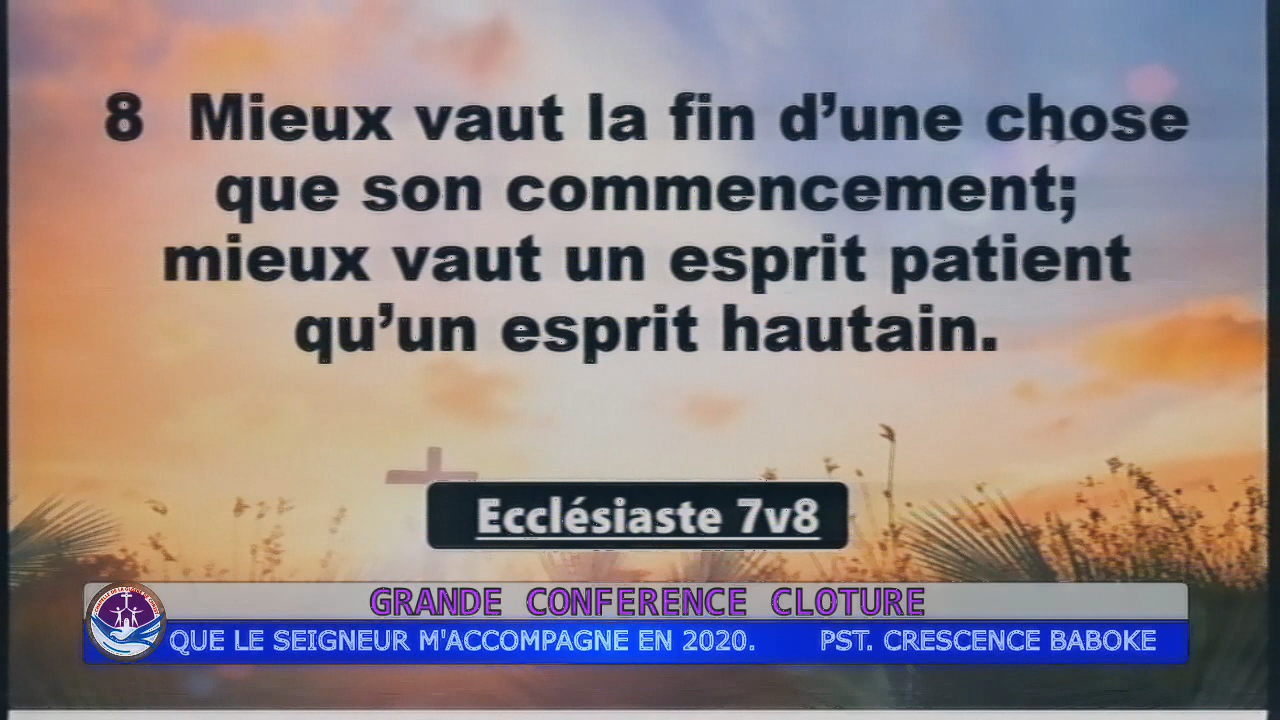 8 Mieux vaut la fin d’une chose
que son commencement;
mieux vaut un esprit patient
qu’un esprit hautain.
Ecclésiaste 7v8
GRANDE CONFERENCE CLOTURE
QUE LE SEIGNEUR M'ACCOMPAGNE EN 2020. PST. CRESCENCE BABOKE